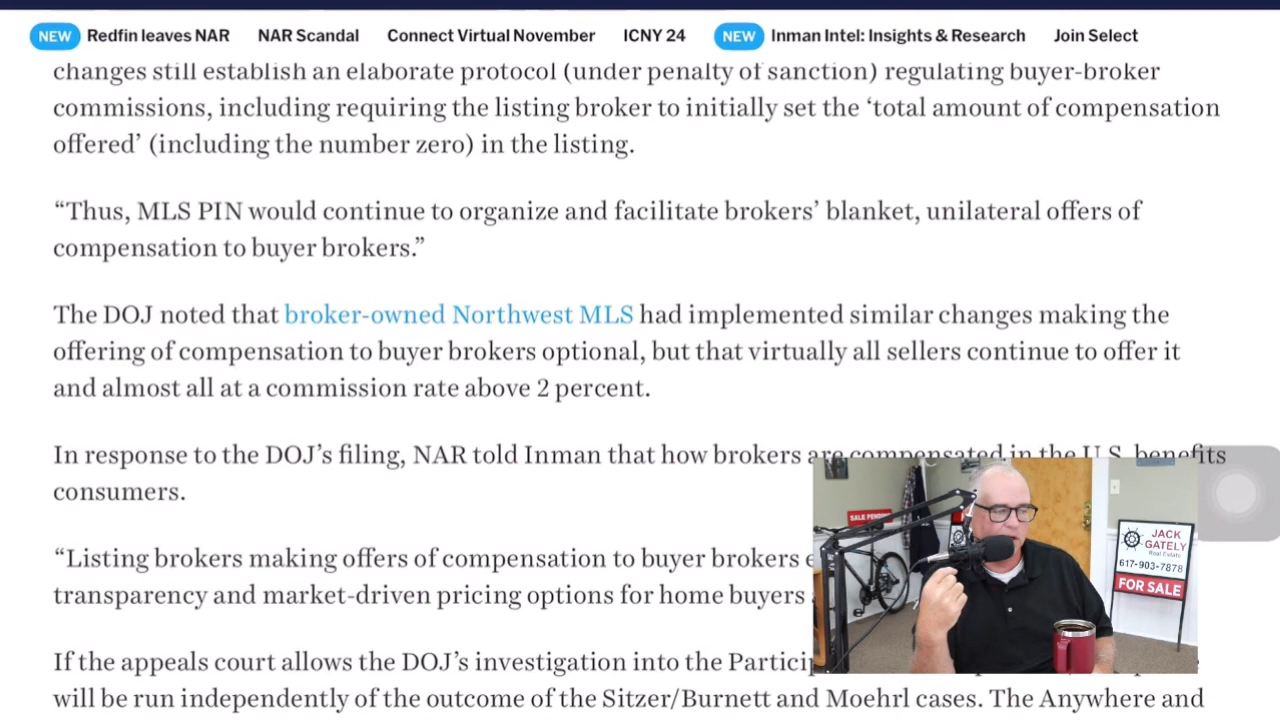 NEW Redfin leaves NAR NAR Scandal Connect Virtual November ICNY 24 NEW Inman Intel: Insights & Research Join Select
changes still establish an elaborate protocol (under penalty of sanction) regulating buyer-broker
commissions, including requiring the listing broker to initially set the ‘total amount of compensation
offered’ (including the number zero) in the listing.
“Thus, MLS PIN would continue to organize and facilitate brokers’ blanket, unilateral offers of
compensation to buyer brokers.”
The DOJ noted that broker-owned Northwest MLS had implemented similar changes making the
offering of compensation to buyer brokers optional, but that virtually all sellers continue to offer it
and almost all at a commission rate above 2 percent.
In response to the DOJ’s filing, NAR told Inman that how brokers are compensated in the U.S. benefits
consumers.
“Listing brokers making offers of compensation to buyer brokers
transparency and market-driven pricing options for home buyers
If the appeals court allows the DOJ’s investigation into the
will be run independently of the outcome of the Sitzer/Burnett and Moehrl cases. The Anywhere and
SALE PENDING
JACK
GATELY
Real Estate
617-903-7878
FOR SALE